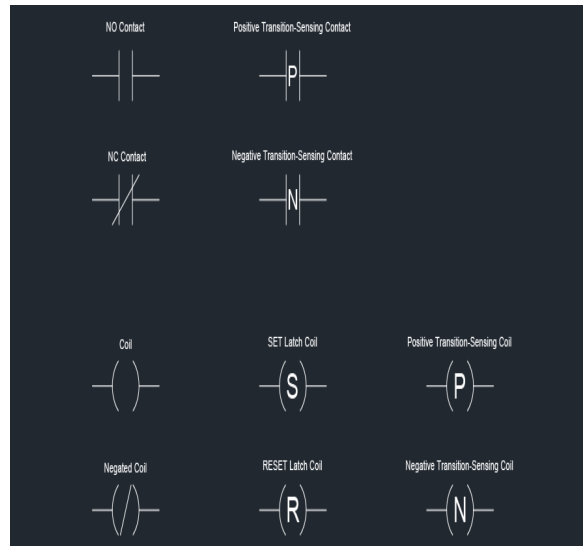 NO Contact
Positive Transition-Sensing Contact
P
NC Contact
Negative Transition-Sensing Contact
N
Coil
SET Latch Coil
Positive Transition-Sensing Coil
S
P
Negated Coil
RESET Latch Coil
Negative Transition-Sensing Coil
R
N